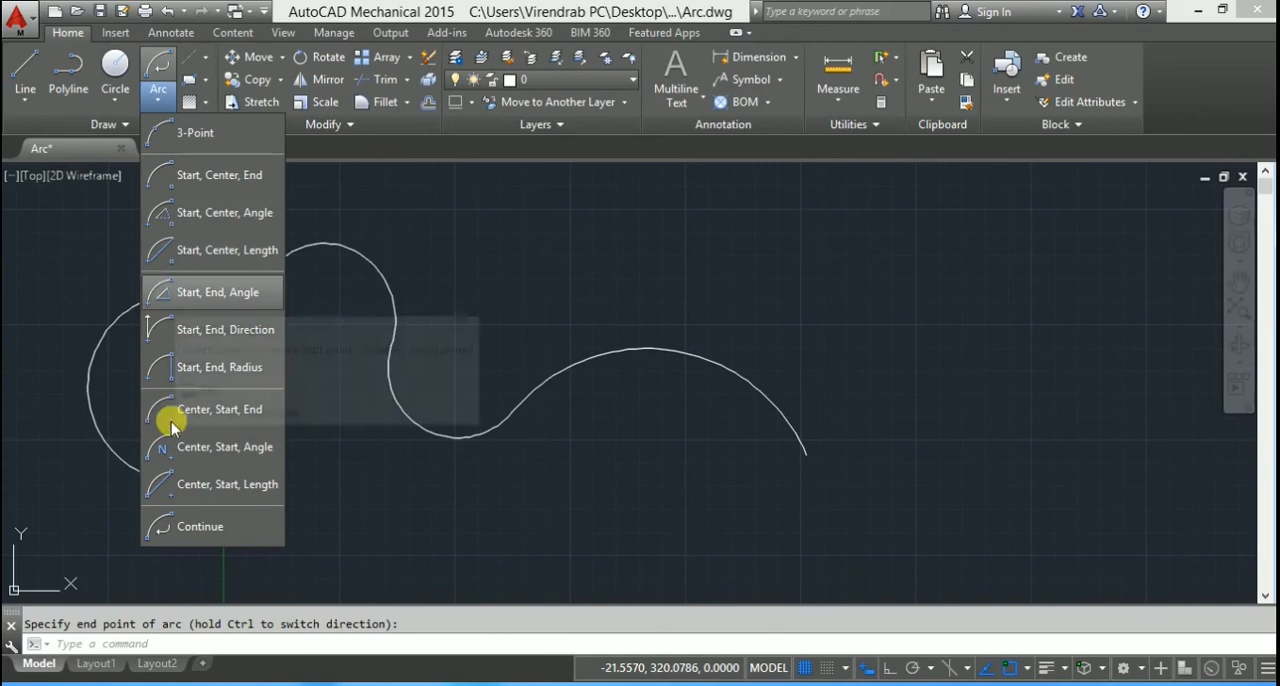 AutoCAD Mechanical 2015 C:\Users\Virendrab PC\Desktop\...\Arc.dwg
Type a keyword or phrase
Sign In
Home Insert Annotate View Manage Output Add-ins Autodesk 360 BIM 360 Featured Apps
Content
Line Polyline Circle Arc
Move Rotate Array
Copy Mirror Trim
Stretch Scale Fillet
0
Move to Another Layer
Multiline
Text
Dimension
Symbol
BOM
Measure
Paste
Insert
Create
Edit
Edit Attributes
Draw Modify Layers Annotation Utilities Clipboard Block
Arc*
[−][Top][2D Wireframe]
3-Point
Start, Center, End
Start, Center, Angle
Start, Center, Length
Start, End, Angle
Start, End, Direction
Start, End, Radius
Center, Start, End
Center, Start, Angle
Center, Start, Length
Continue
Y
X
Specify end point of arc (hold Ctrl to switch direction):
Type a command
Model Layout1 Layout2 +
-21.5570, 320.0786, 0.0000 MODEL